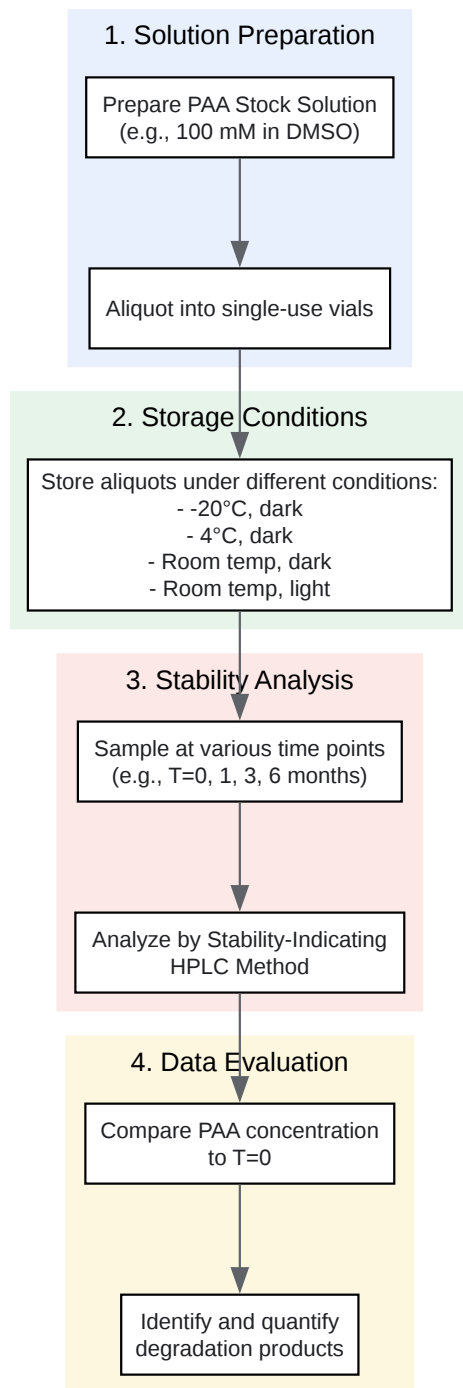 1. Solution Preparation
Prepare PAA Stock Solution
(e.g., 100 mM in DMSO)
Aliquot into single-use vials
2. Storage Conditions
Store aliquots under different conditions:
- -20°C, dark
- 4°C, dark
- Room temp, dark
- Room temp, light
3. Stability Analysis
Sample at various time points
(e.g., T=0, 1, 3, 6 months)
Analyze by Stability-Indicating
HPLC Method
4. Data Evaluation
Compare PAA concentration
to T=0
Identify and quantify
degradation products